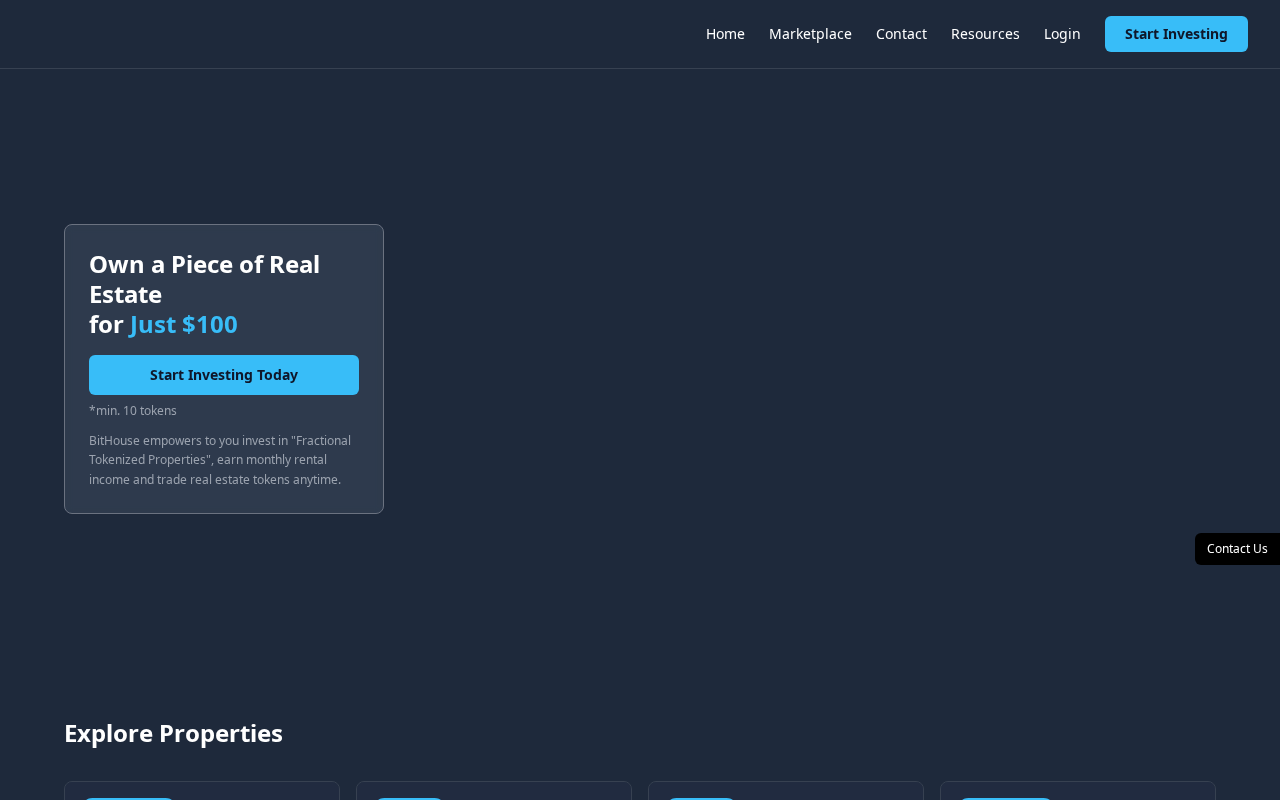 Home
Marketplace
Contact
Resources
Login
Start Investing
Own a Piece of Real
Estate
for Just $100
Start Investing Today
*min. 10 tokens
BitHouse empowers to you invest in "Fractional
Tokenized Properties", earn monthly rental
income and trade real estate tokens anytime.
Contact Us
Explore Properties